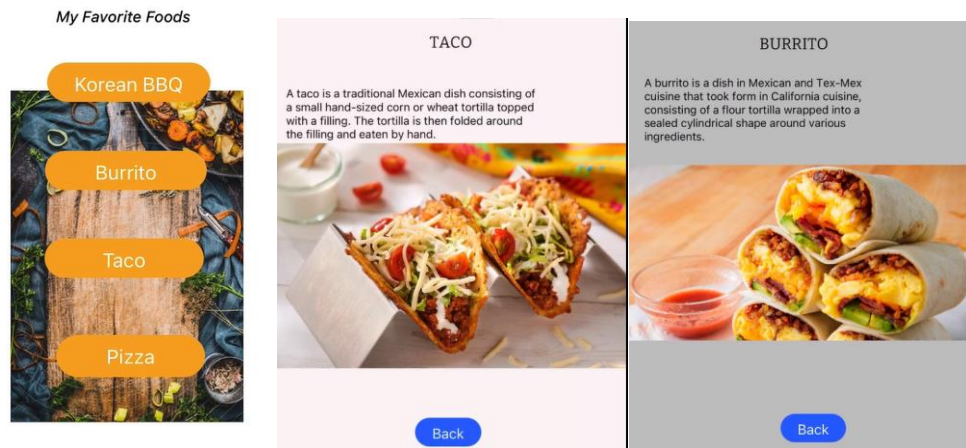 My Favorite Foods
Korean BBQ
Burrito
Taco
Pizza
TACO
A taco is a traditional Mexican dish consisting of
a small hand-sized corn or wheat tortilla topped
with a filling. The tortilla is then folded around
the filling and eaten by hand.
Back
BURRITO
A burrito is a dish in Mexican and Tex-Mex
cuisine that took form in California cuisine,
consisting of a flour tortilla wrapped into a
sealed cylindrical shape around various
ingredients.
Back